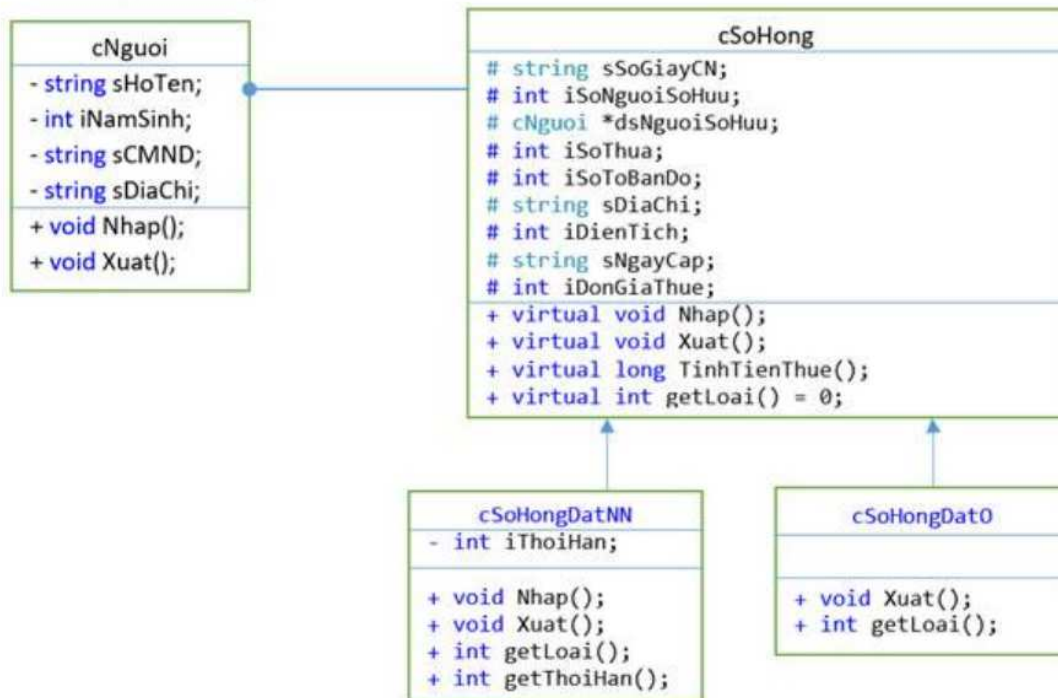 cNguoi
- string sHoTen;
- int iNamSinh;
- string sCMND;
- string sDiaChi;
+ void Nhap();
+ void Xuat();
cSoHong
# string sSoGiayCN;
# int iSoNguoiSoHuu;
# cNguoi *dsNguoiSoHuu;
# int iSoThua;
# int iSoToBanDo;
# string sDiaChi;
# int iDienTich;
# string sNgayCap;
# int iDonGiaThue;
+ virtual void Nhap();
+ virtual void Xuat();
+ virtual long TinhTienThue();
+ virtual int getLoai() = 0;
cSoHongDatNN
- int iThoiHan;
+ void Nhap();
+ void Xuat();
+ int getLoai();
+ int getThoiHan();
cSoHongDatO
+ void Xuat();
+ int getLoai();